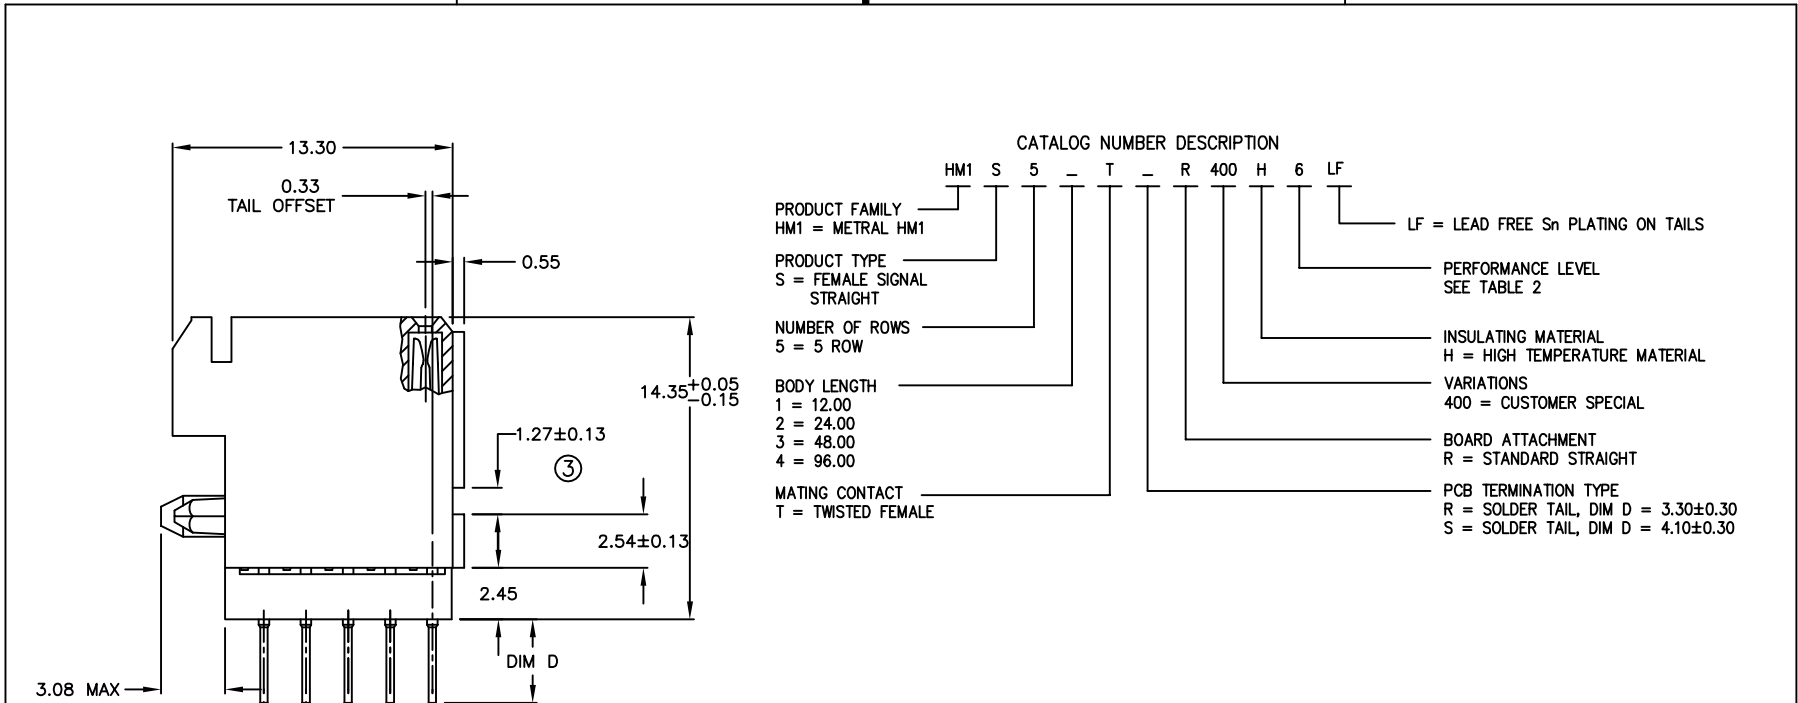 13.30
0.33
TAIL OFFSET
0.55
14.35 +0.05
-0.15
1.27±0.13
3
2.54±0.13
2.45
DIM D
3.08 MAX
CATALOG NUMBER DESCRIPTION
HM1 S 5 _ T _ R 400 H 6 LF
PRODUCT FAMILY
HM1 = METRAL HM1
PRODUCT TYPE
S = FEMALE SIGNAL
STRAIGHT
NUMBER OF ROWS
5 = 5 ROW
BODY LENGTH
1 = 12.00
2 = 24.00
3 = 48.00
4 = 96.00
MATING CONTACT
T = TWISTED FEMALE
LF = LEAD FREE Sn PLATING ON TAILS
PERFORMANCE LEVEL
SEE TABLE 2
INSULATING MATERIAL
H = HIGH TEMPERATURE MATERIAL
VARIATIONS
400 = CUSTOMER SPECIAL
BOARD ATTACHMENT
R = STANDARD STRAIGHT
PCB TERMINATION TYPE
R = SOLDER TAIL, DIM D = 3.30±0.30
S = SOLDER TAIL, DIM D = 4.10±0.30